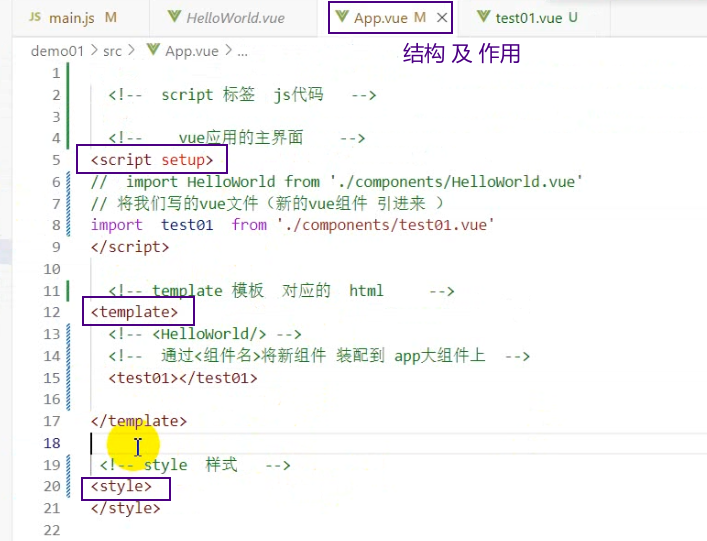 JS main.js M HelloWorld.vue App.vue M × test01.vue U
demo01 > src > App.vue > ...
结构 及 作用
1
2 <!-- script 标签 js代码 -->
3
4 <!-- vue应用的主界面 -->
5 <script setup>
6 // import HelloWorld from './components/HelloWorld.vue'
7 // 将我们写的vue文件（新的vue组件 引进来 ）
8 import test01 from './components/test01.vue'
9 </script>
10
11 <!-- template 模板 对应的 html -->
12 <template>
13 <!-- <HelloWorld/> -->
14 <!-- 通过<组件名>将新组件 装配到 app大组件上 -->
15 <test01></test01>
16
17 </template>
18
19 <!-- style 样式 -->
20 <style>
21 </style>
22